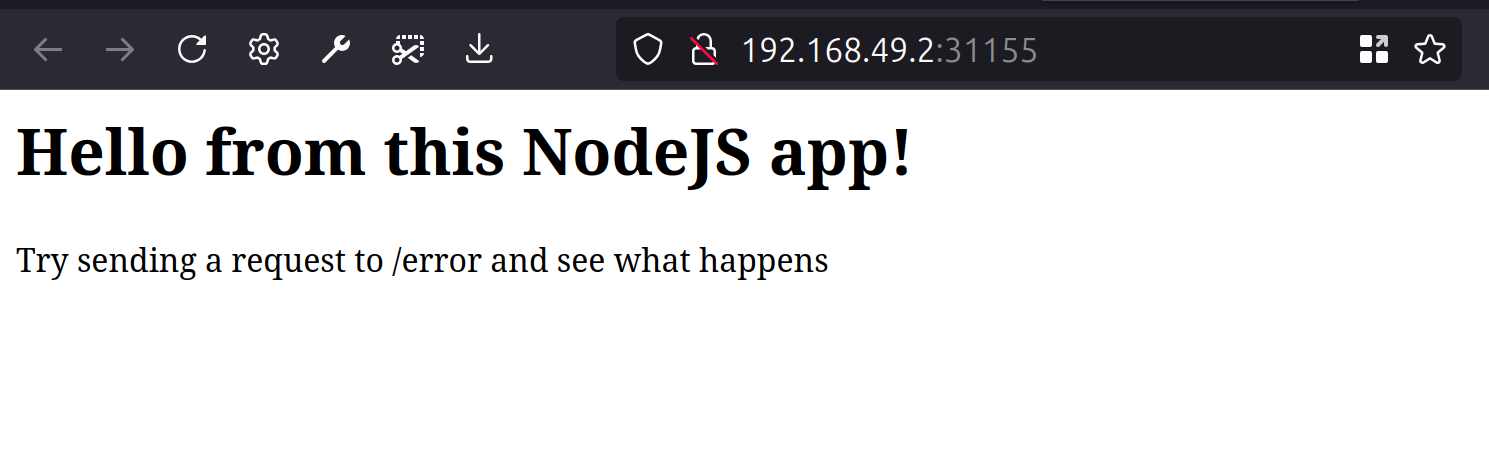 192.168.49.2:31155
Hello from this NodeJS app!
Try sending a request to /error and see what happens